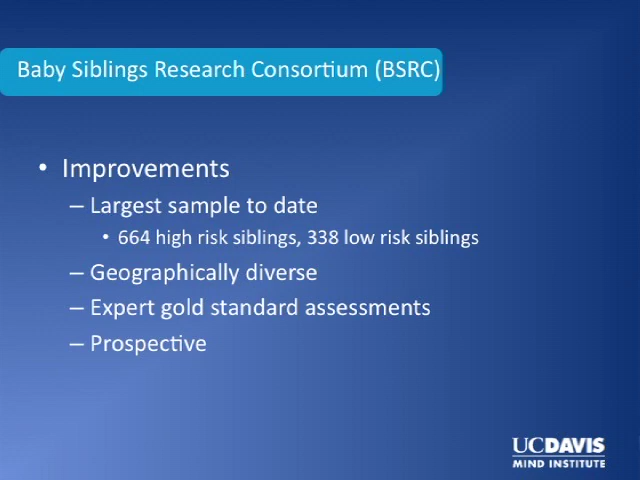 Baby Siblings Research Consortium (BSRC)
• Improvements
– Largest sample to date
• 664 high risk siblings, 338 low risk siblings
– Geographically diverse
– Expert gold standard assessments
– Prospective
UCDAVIS
MIND INSTITUTE